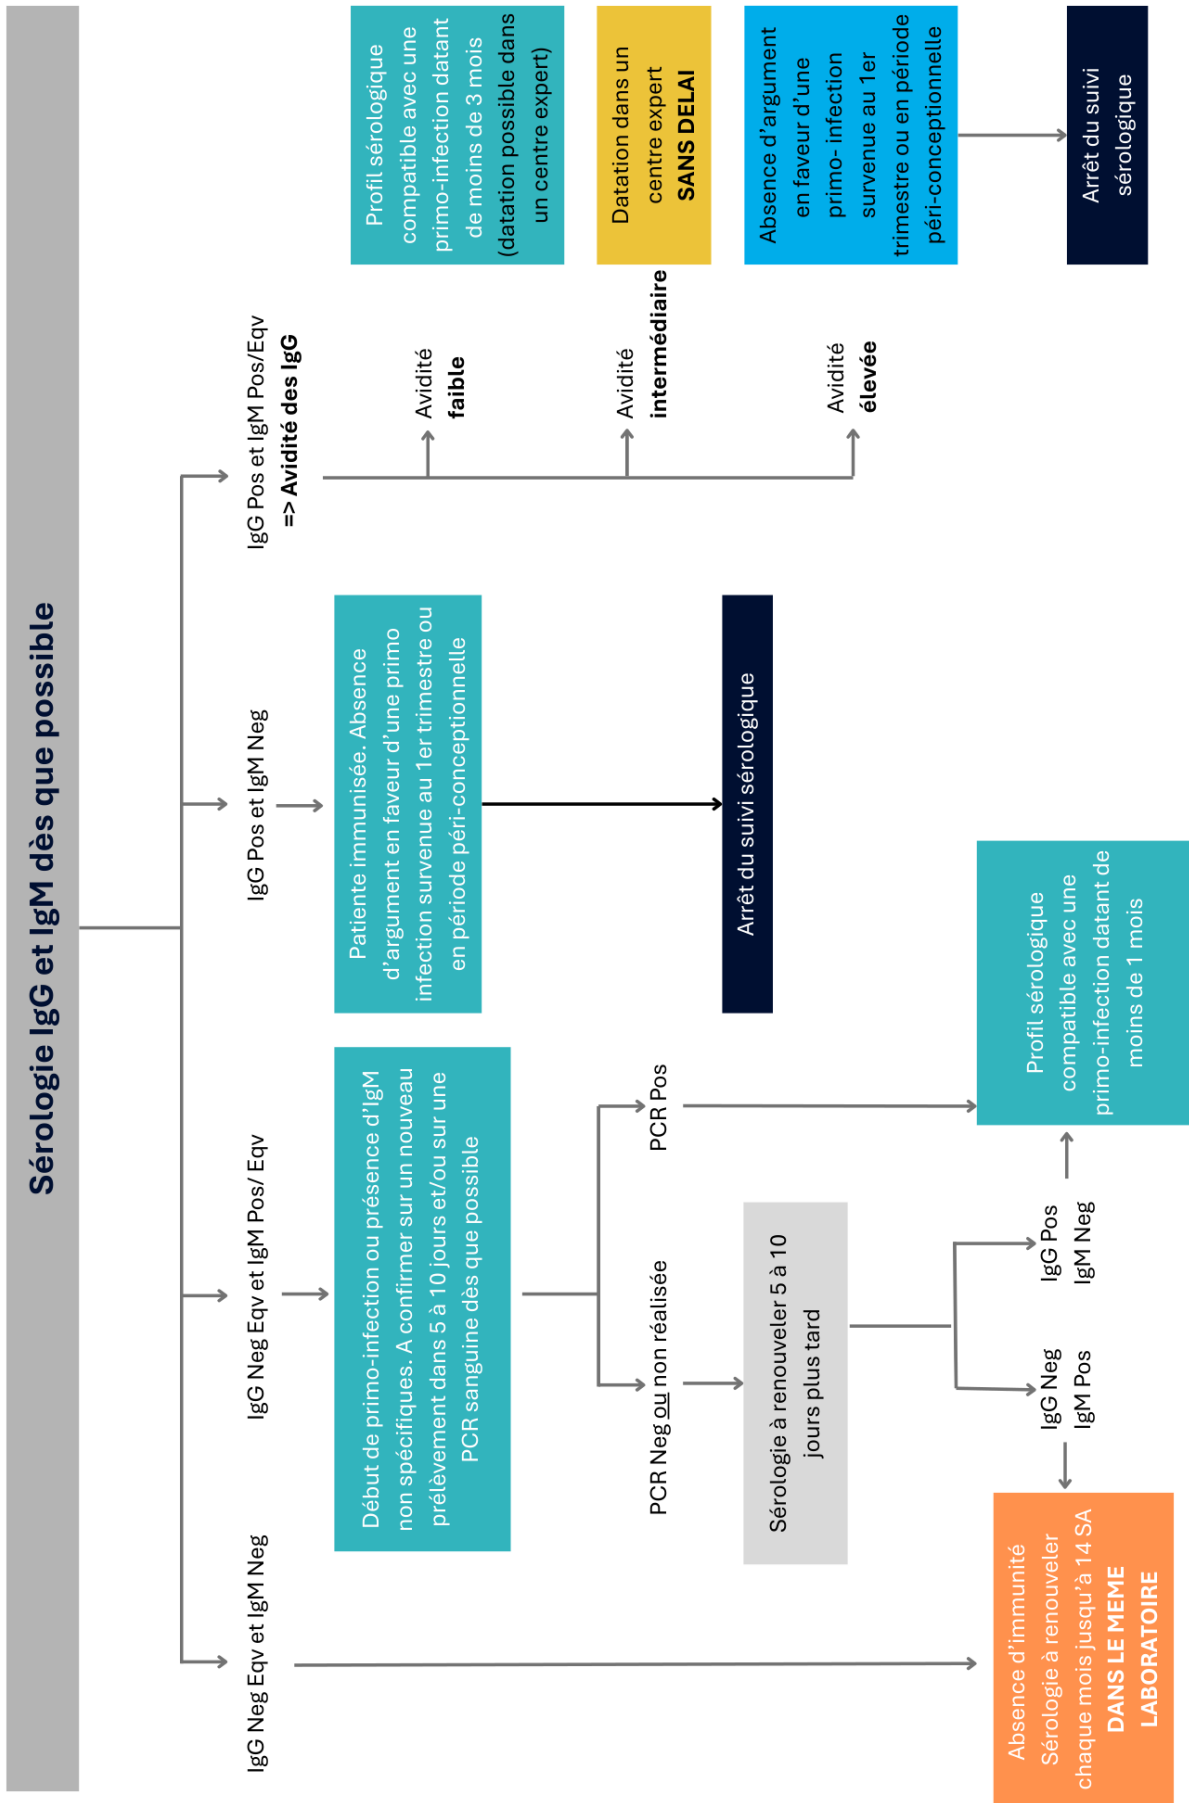 Sérologie IgG et IgM dès que possible
IgG Neg Eqv et IgM Neg
IgG Neg Eqv et IgM Pos/ Eqv
IgG Pos et IgM Neg
IgG Pos et IgM Pos/Eqv
=> Avidité des IgG
Début de primo-infection ou présence d'IgM
non spécifiques. A confirmer sur un nouveau
prélèvement dans 5 à 10 jours et/ou sur une
PCR sanguine dès que possible
PCR Neg ou non réalisée
PCR Pos
Sérologie à renouveler 5 à 10
jours plus tard
IgG Neg
IgM Pos
IgG Pos
IgM Neg
Absence d'immunité
Sérologie à renouveler
chaque mois jusqu'à 14 SA
DANS LE MEME
LABORATOIRE
Profil sérologique
compatible avec une
primo-infection datant de
moins de 1 mois
Patiente immunisée. Absence
d'argument en faveur d'une primo
infection survenue au 1er trimestre ou
en période péri-conceptionnelle
Arrêt du suivi sérologique
Avidité
faible
Profil sérologique
compatible avec une
primo-infection datant
de moins de 3 mois
(datation possible dans
un centre expert)
Avidité
intermédiaire
Datation dans un
centre expert
SANS DELAI
Avidité
élevée
Absence d'argument
en faveur d'une
primo- infection
survenue au 1er
trimestre ou en période
péri-conceptionnelle
Arrêt du suivi
sérologique